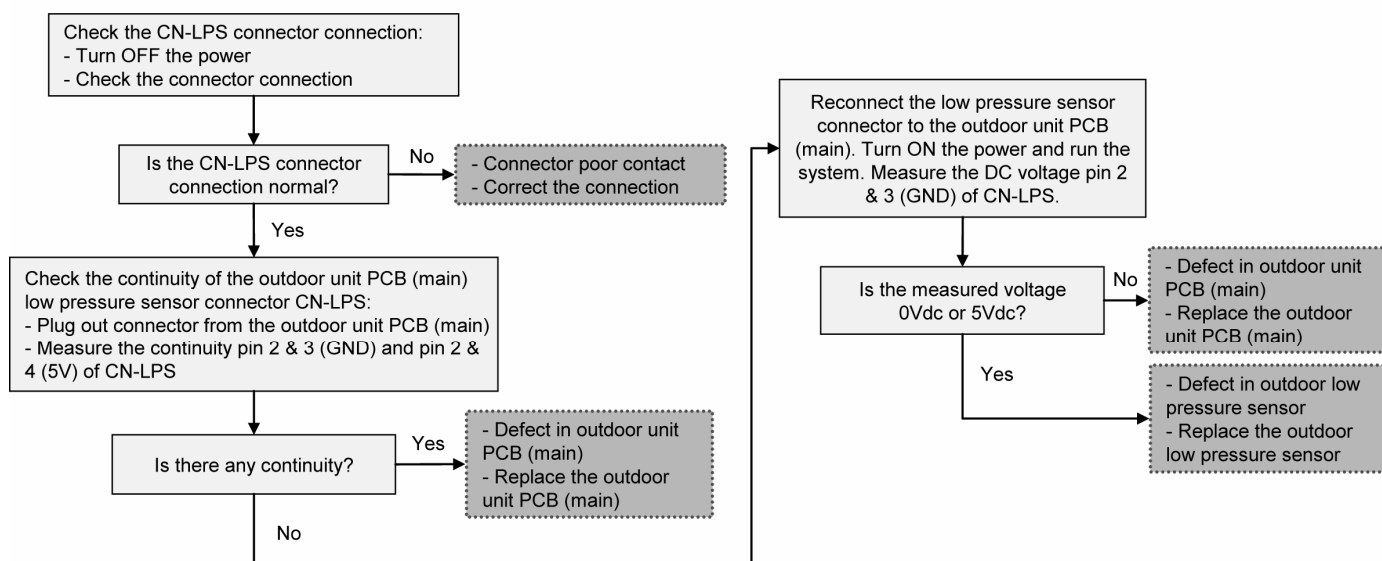 Check the CN-LPS connector connection:
- Turn OFF the power
- Check the connector connection
Is the CN-LPS connector
connection normal?
No
- Connector poor contact
- Correct the connection
Yes
Check the continuity of the outdoor unit PCB (main)
low pressure sensor connector CN-LPS:
- Plug out connector from the outdoor unit PCB (main)
- Measure the continuity pin 2 & 3 (GND) and pin 2 &
4 (5V) of CN-LPS
Is there any continuity?
Yes
- Defect in outdoor unit
PCB (main)
- Replace the outdoor
unit PCB (main)
No
Reconnect the low pressure sensor
connector to the outdoor unit PCB
(main). Turn ON the power and run the
system. Measure the DC voltage pin 2
& 3 (GND) of CN-LPS.
Is the measured voltage
0Vdc or 5Vdc?
No
- Defect in outdoor unit
PCB (main)
- Replace the outdoor
unit PCB (main)
Yes
- Defect in outdoor low
pressure sensor
- Replace the outdoor
low pressure sensor